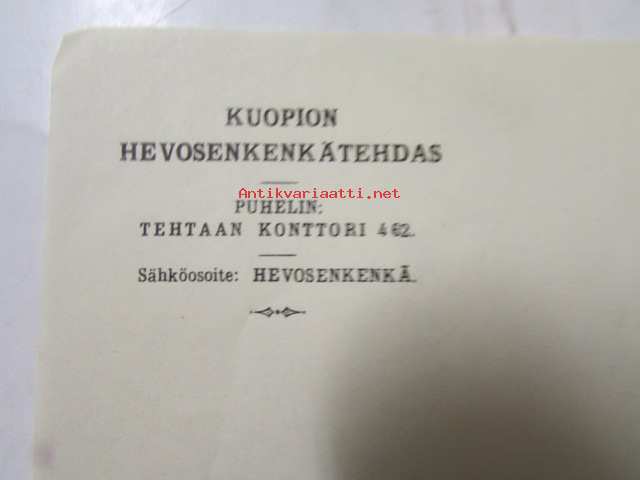 KUOPION
HEVOSENKENKÄTEHDAS
Antikvariaatti.net
PUHELIN:
TEHTAAN KONTTORI 462.
Sähköosoite: HEVOSENKENKÄ.